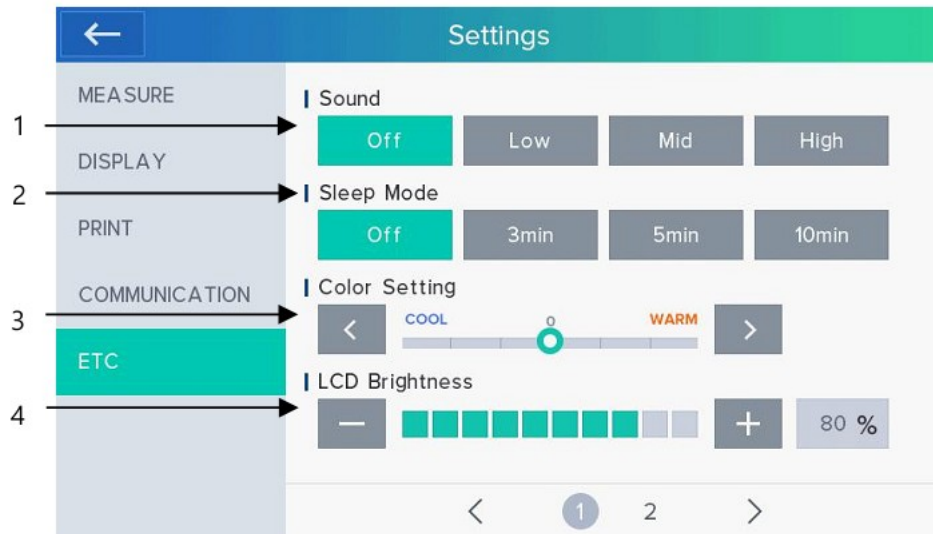 Settings
MEASURE
DISPLAY
PRINT
COMMUNICATION
ETC
1
2
3
4
Sound
Off Low Mid High
Sleep Mode
Off 3min 5min 10min
Color Setting
COOL 0 WARM
LCD Brightness
80 %
1 2